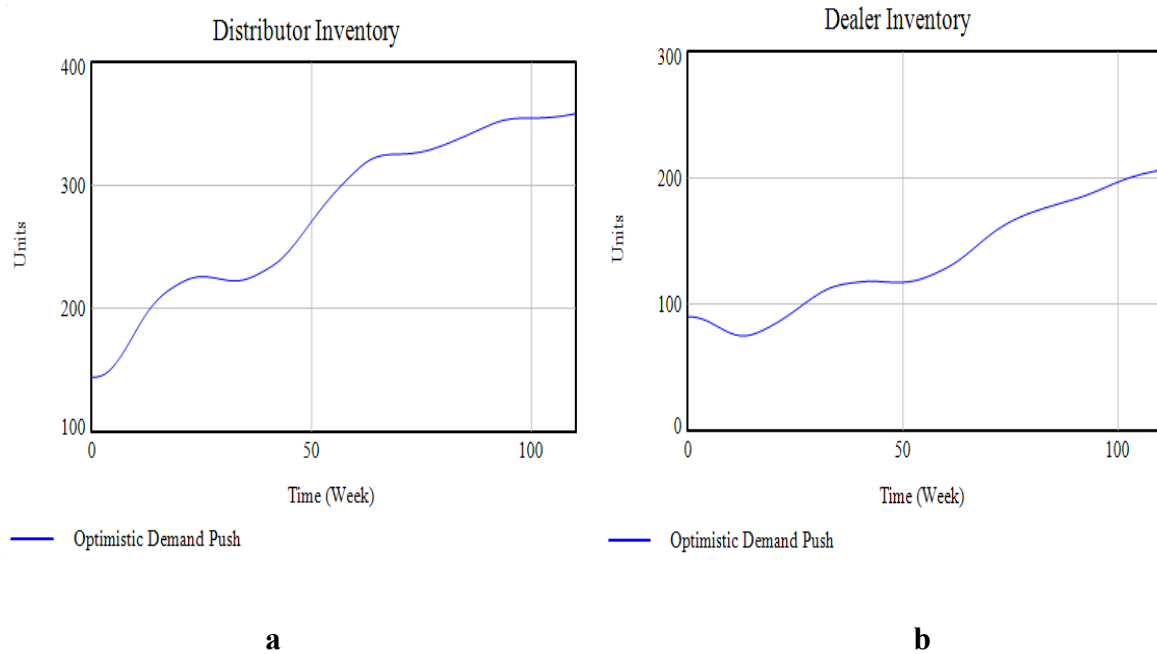 Distributor Inventory
400
300
200
100
Units
0 50 100
Time (Week)
Optimistic Demand Push
a
Dealer Inventory
300
200
100
0
Units
0 50 100
Time (Week)
Optimistic Demand Push
b